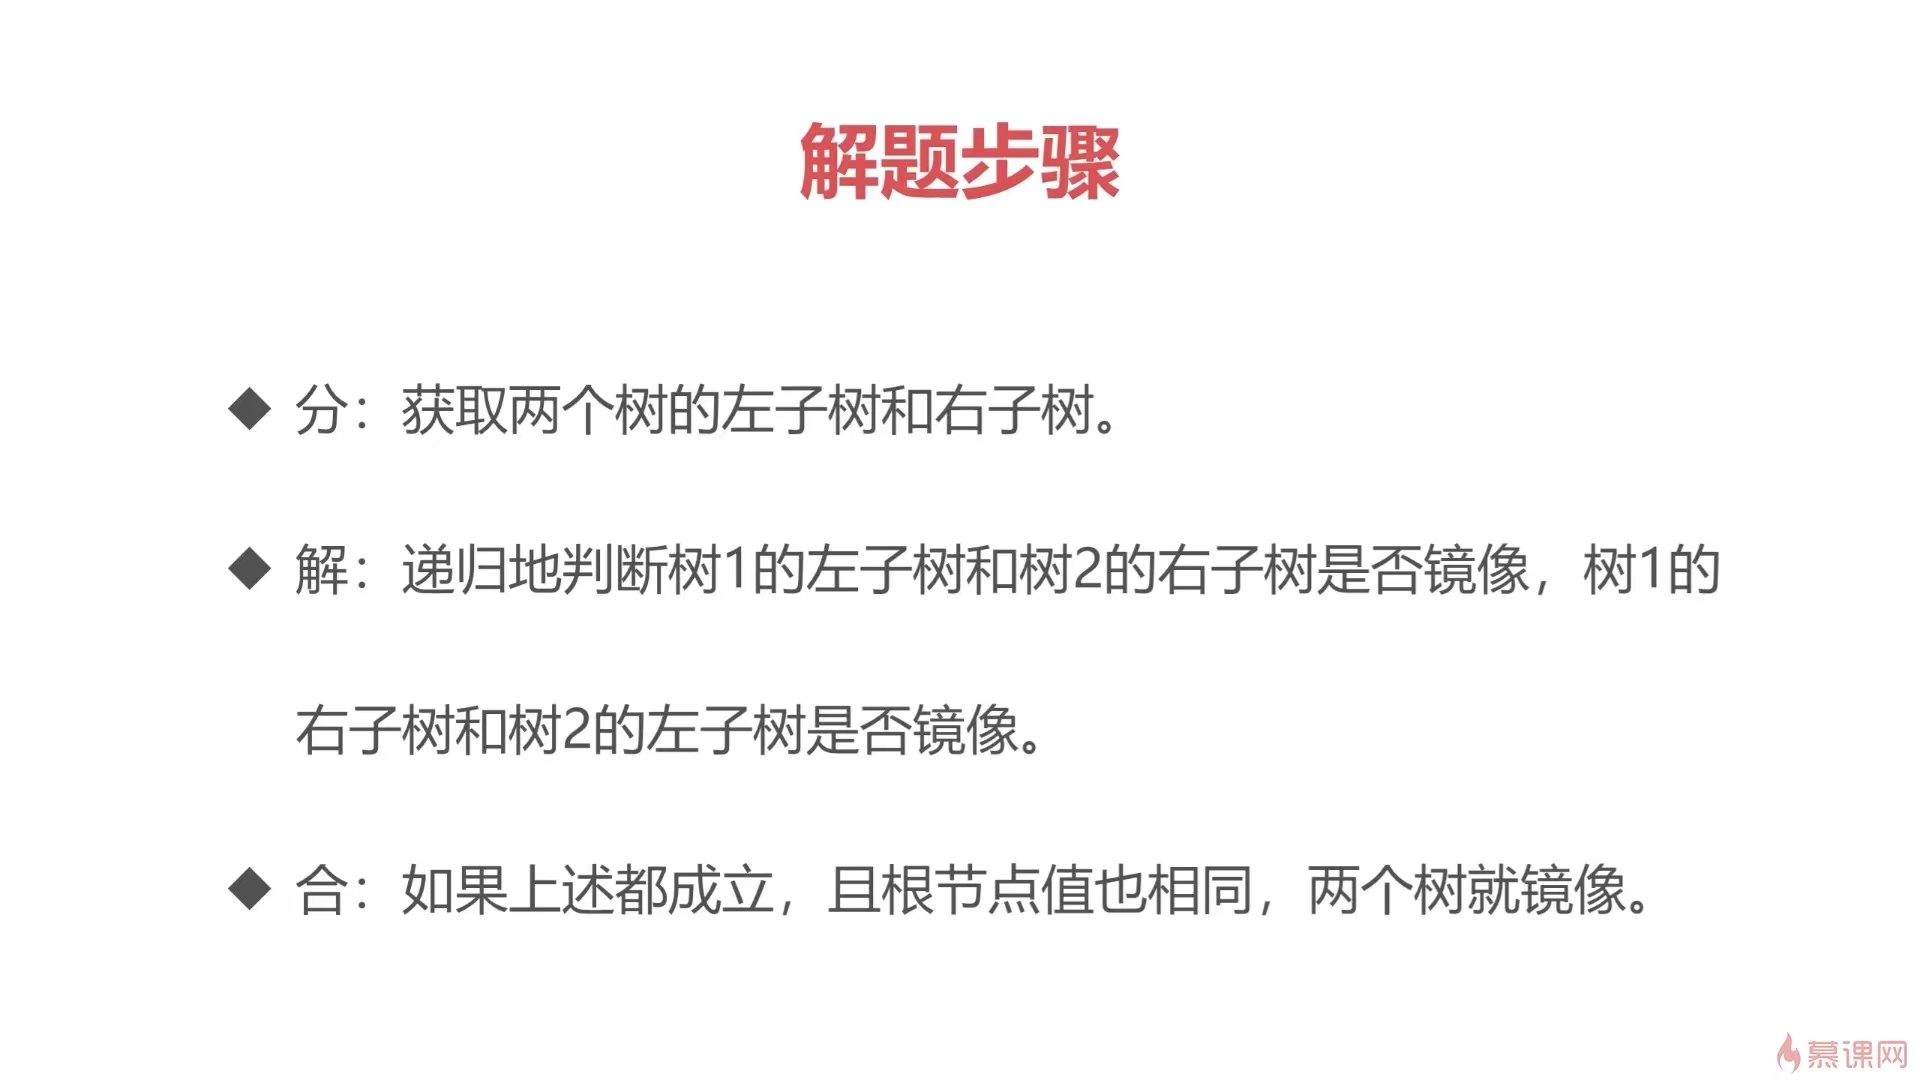 解题步骤
◆ 分：获取两个树的左子树和右子树。
◆ 解：递归地判断树1的左子树和树2的右子树是否镜像，树1的
右子树和树2的左子树是否镜像。
◆ 合：如果上述都成立，且根节点值也相同，两个树就镜像。
慕课网